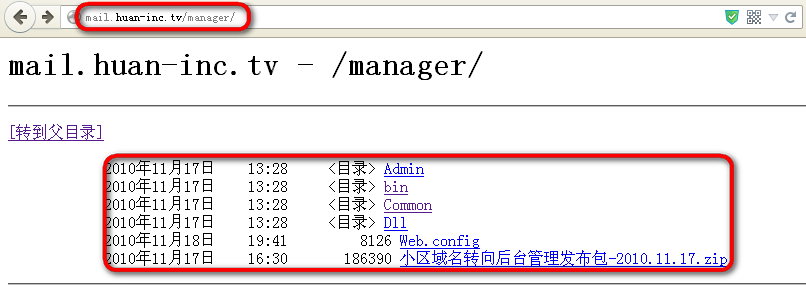 mail.huan-inc.tv/manager/
mail.huan-inc.tv - /manager/
[转到父目录]
2010年11月17日 13:28 <目录> Admin
2010年11月17日 13:28 <目录> bin
2010年11月17日 13:28 <目录> Common
2010年11月17日 13:28 <目录> Dll
2010年11月18日 19:41 8126 Web.config
2010年11月17日 16:30 186390 小区域名转向后台管理发布包-2010.11.17.zip